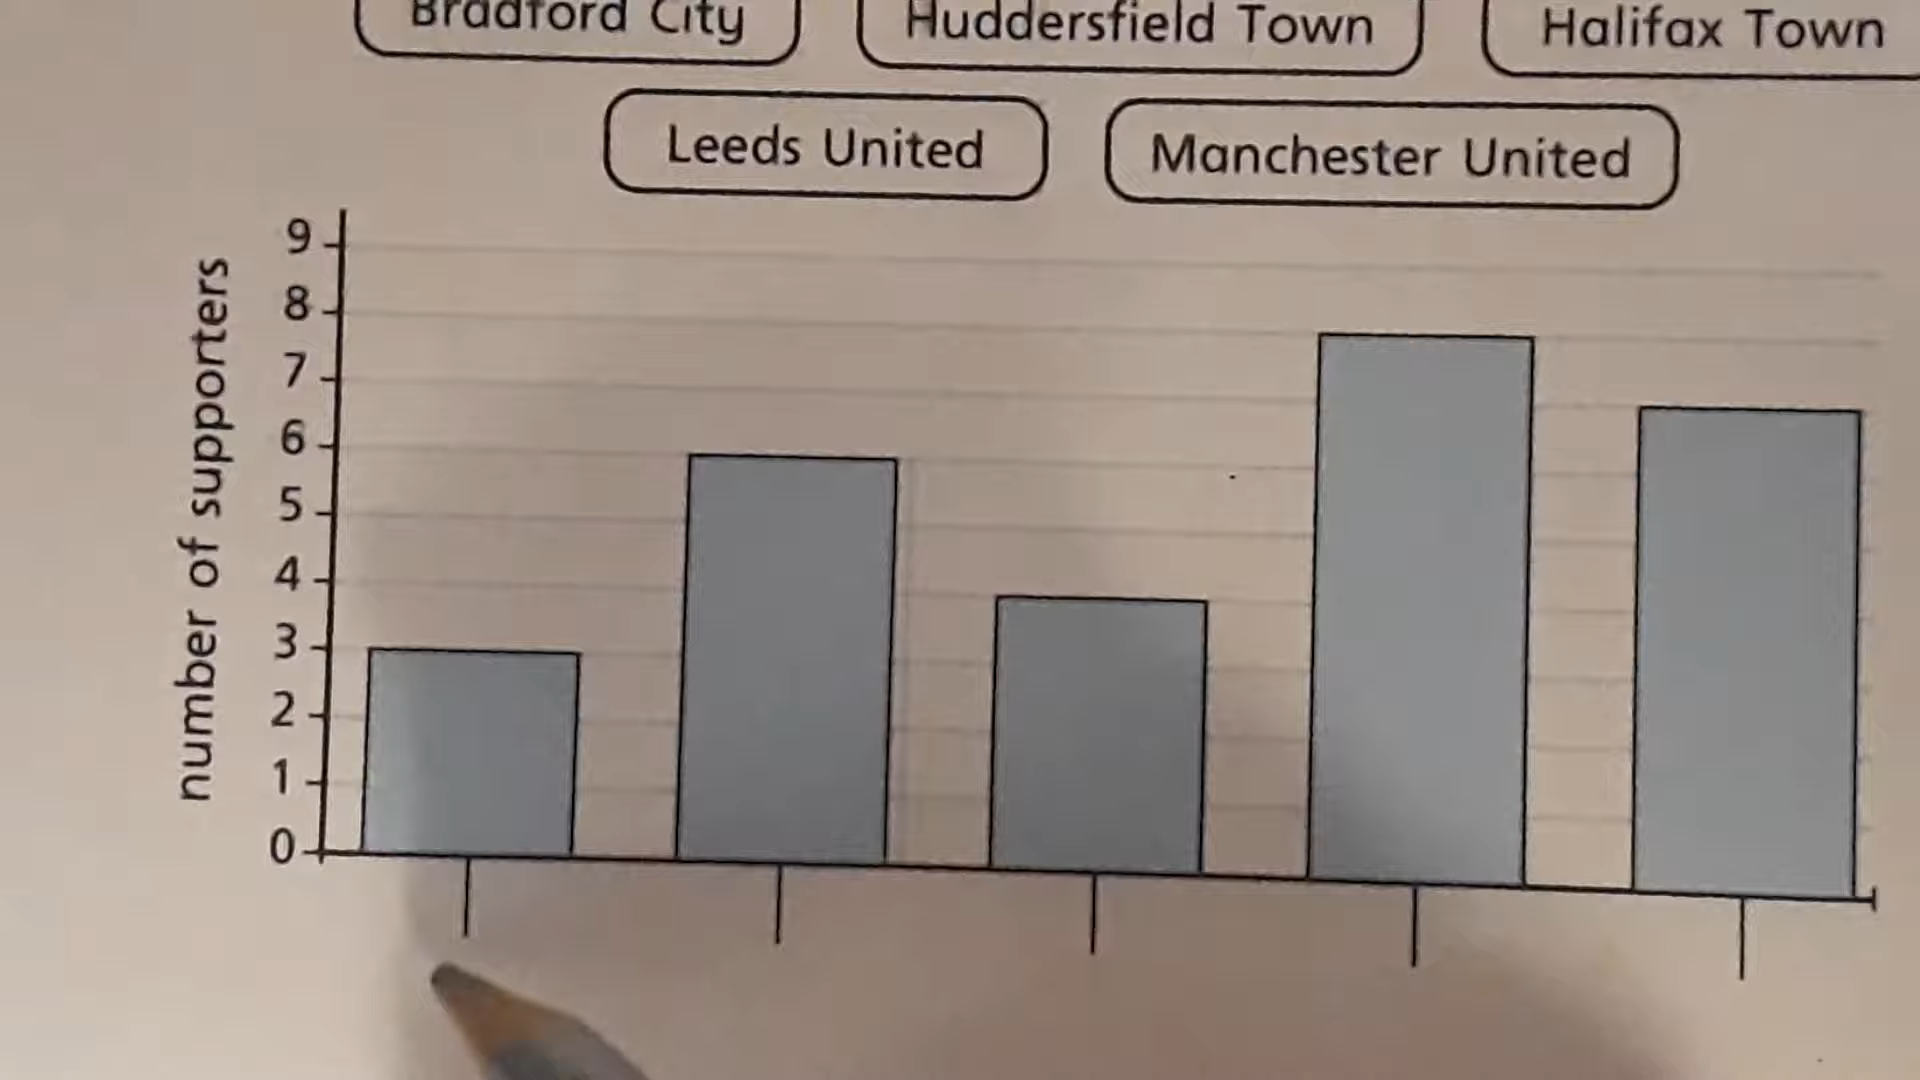 Bradford City
Huddersfield Town
Halifax Town
Leeds United
Manchester United
number of supporters
9
8
7
6
5
4
3
2
1
0